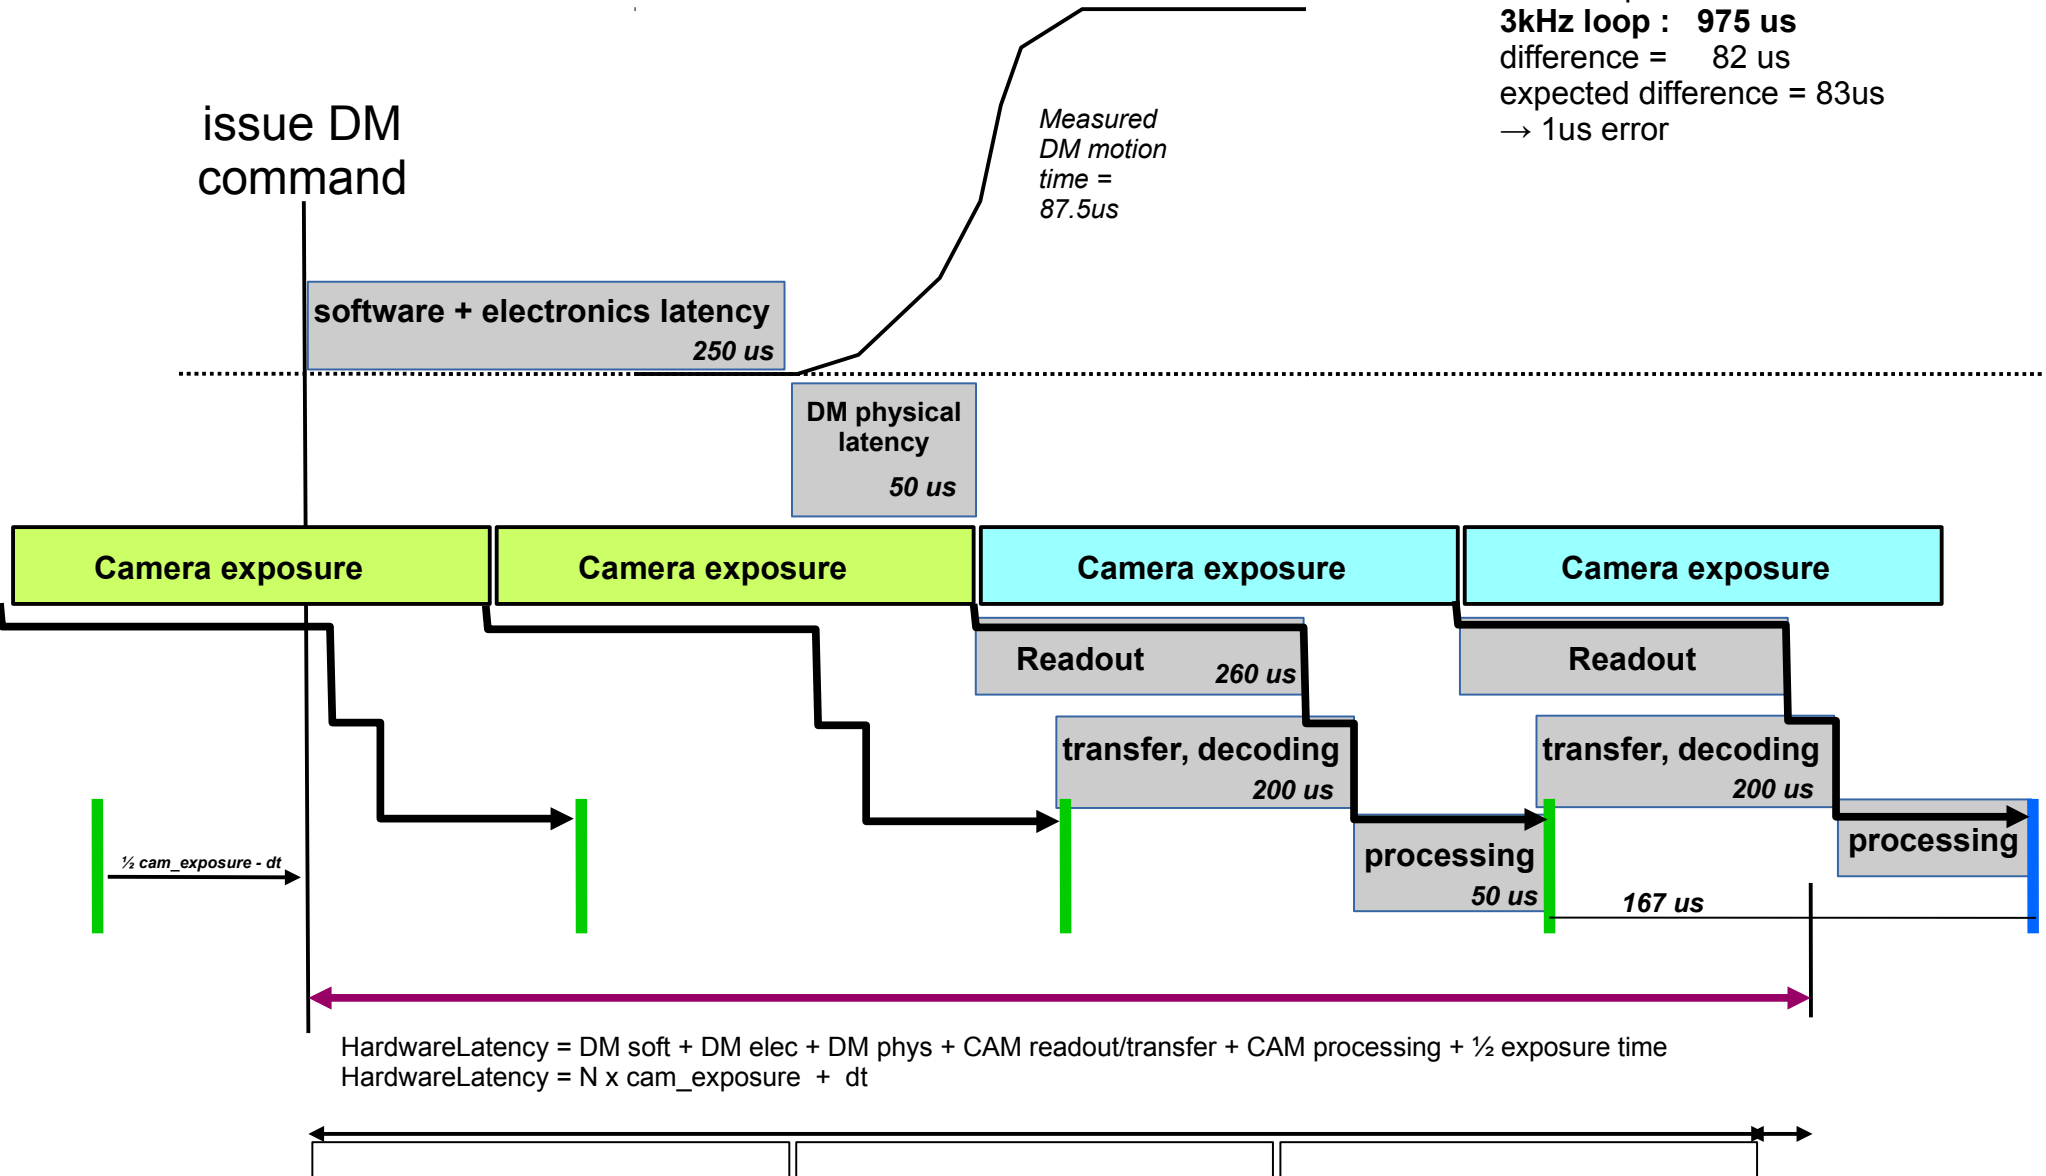 3kHz loop : 975 us
difference = 82 us
expected difference = 83us
→ 1us error
issue DM
command
Measured
DM motion
time =
87.5us
software + electronics latency
250 us
DM physical
latency
50 us
Camera exposure
Camera exposure
Camera exposure
Camera exposure
Readout
260 us
Readout
transfer, decoding
200 us
transfer, decoding
200 us
processing
50 us
processing
½ cam_exposure - dt
167 us
HardwareLatency = DM soft + DM elec + DM phys + CAM readout/transfer + CAM processing + ½ exposure time
HardwareLatency = N x cam_exposure + dt